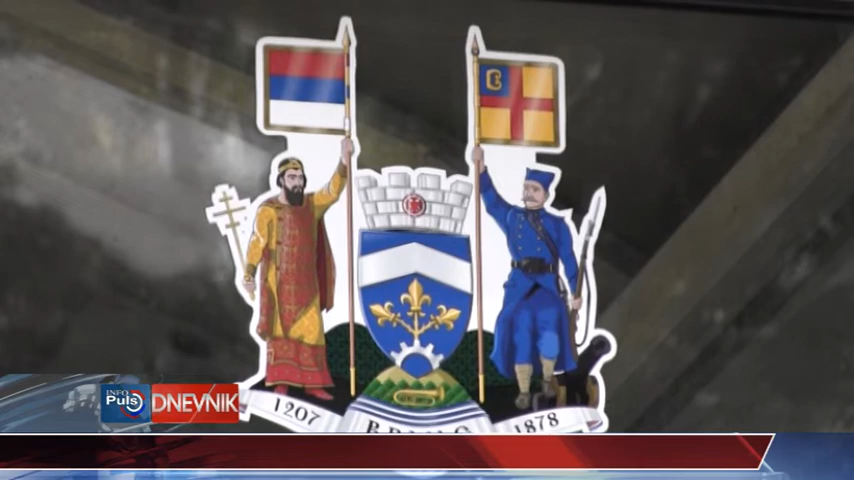 1207
1878
INFO
Puls
DNEVNIK